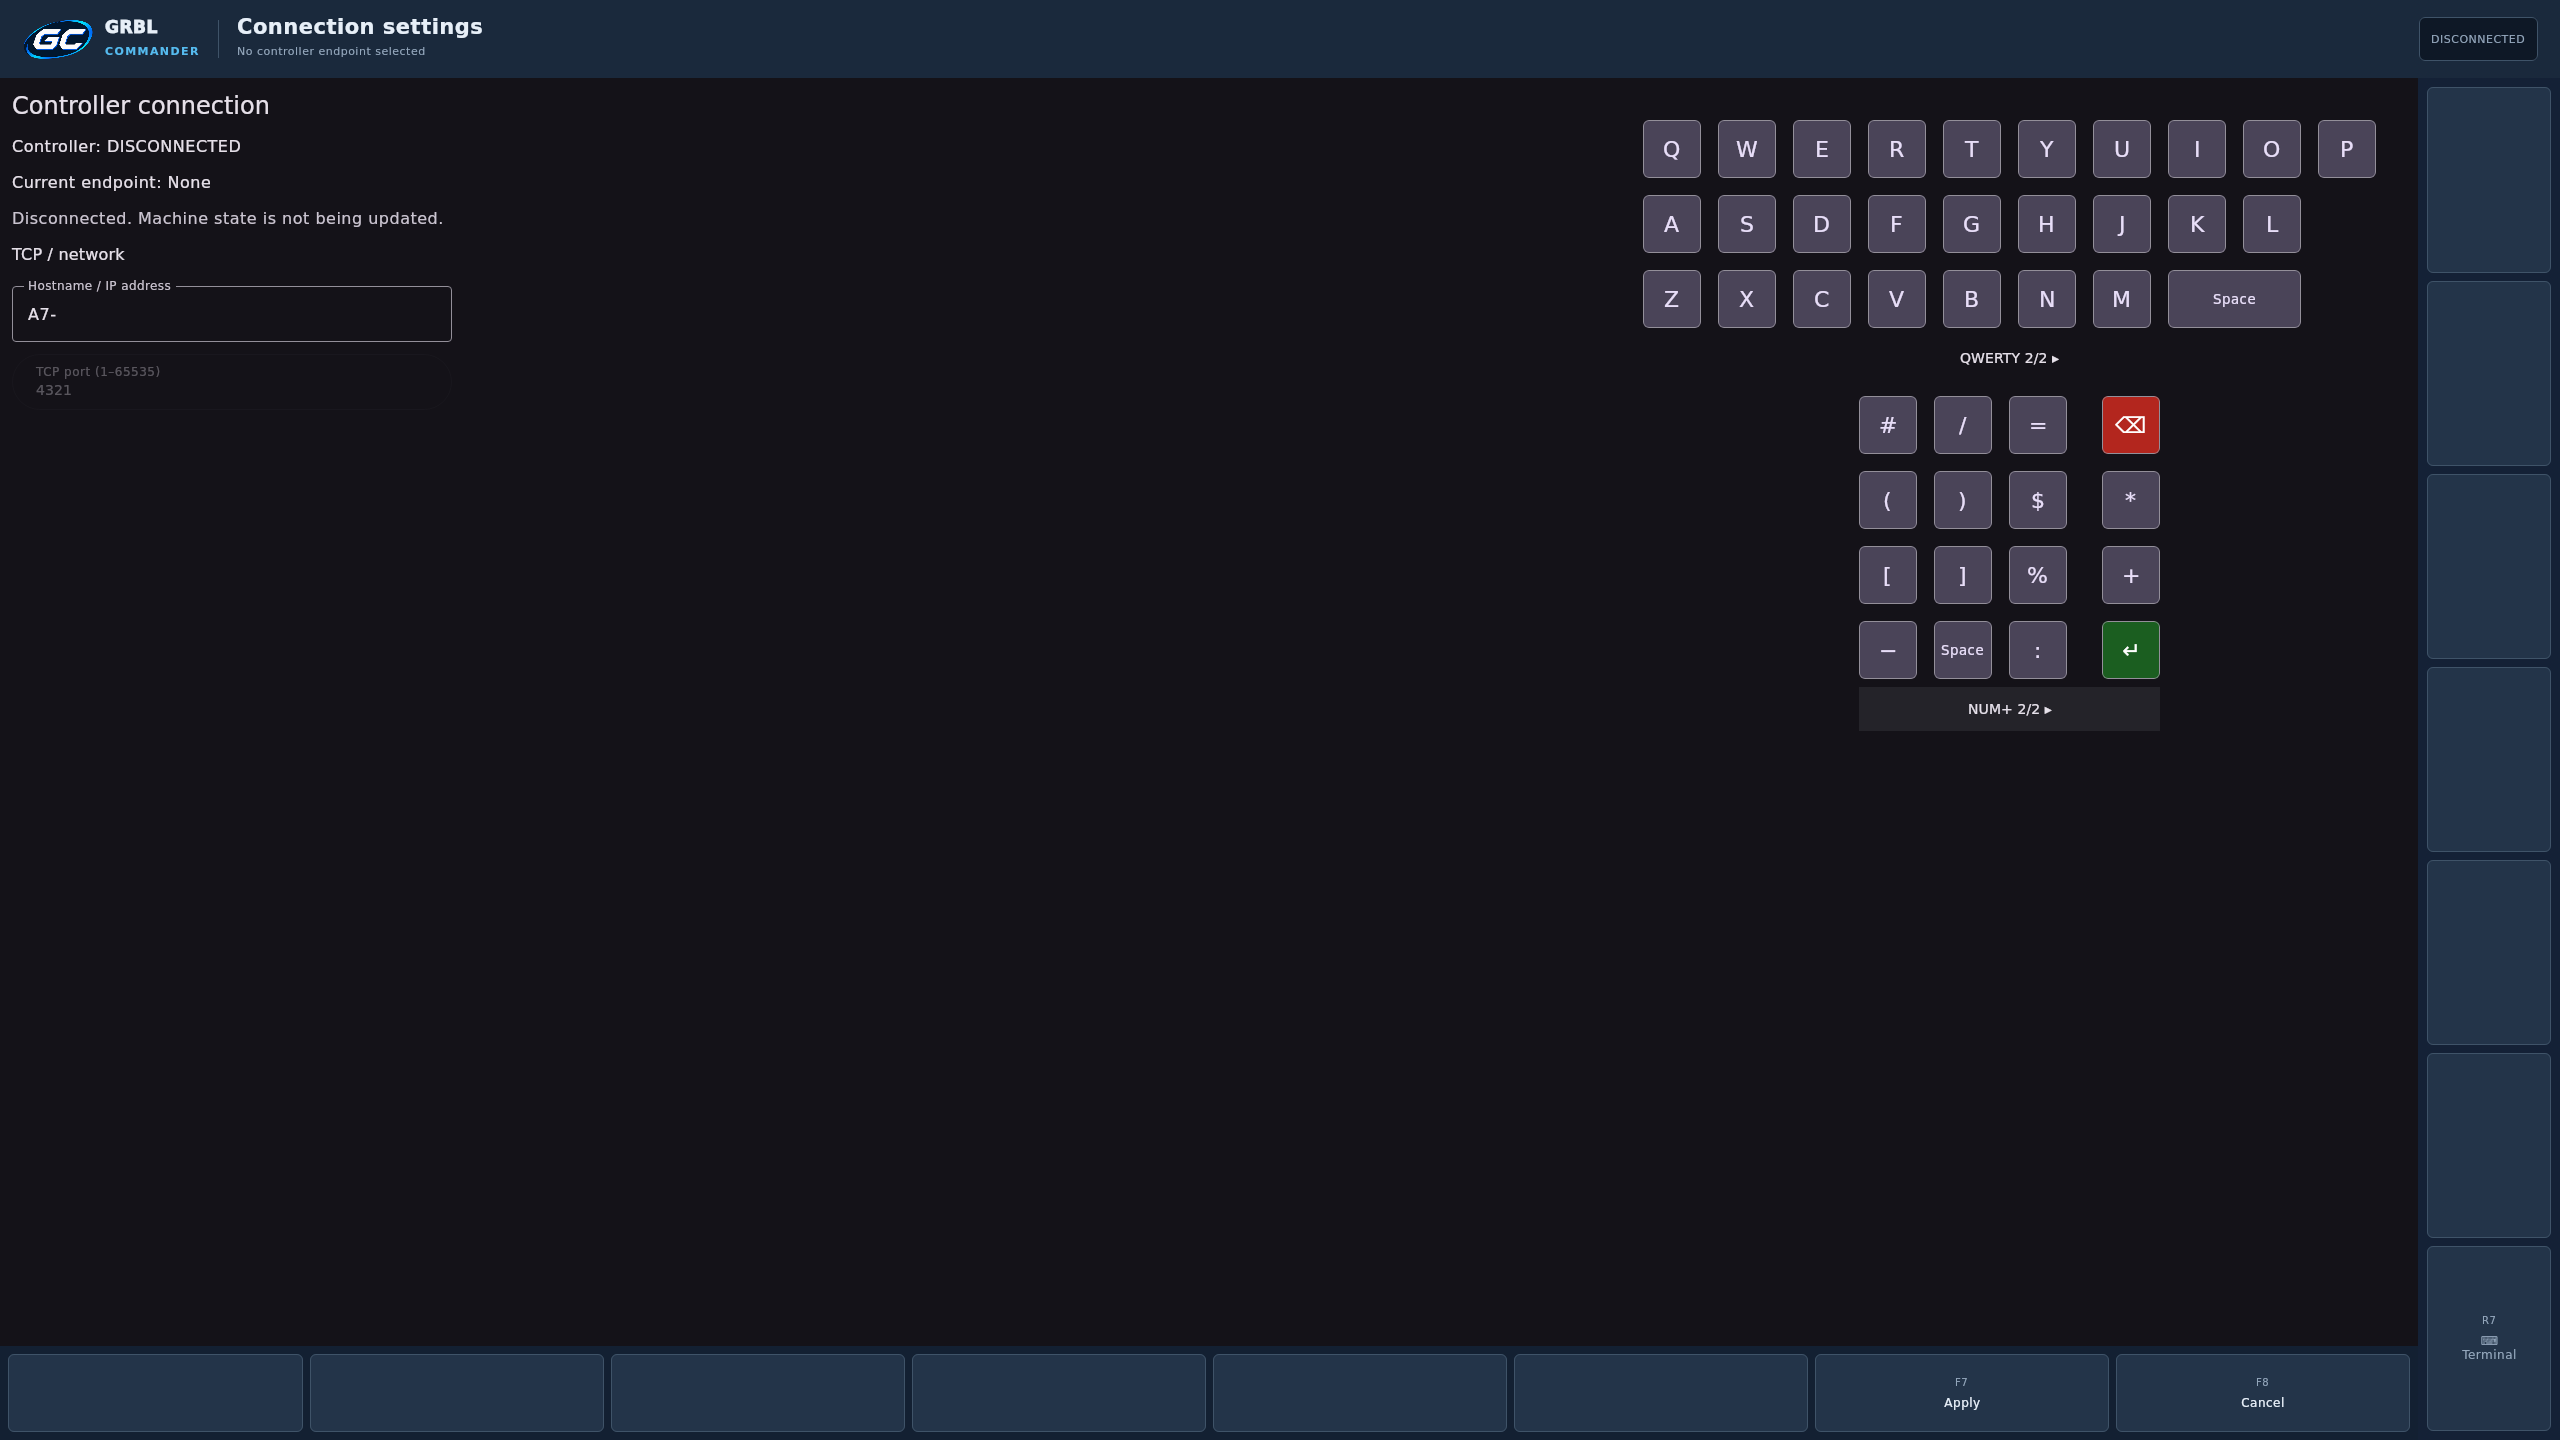 GC
GRBL
COMMANDER
Connection settings
No controller endpoint selected
DISCONNECTED
Controller connection
Controller: DISCONNECTED
Current endpoint: None
Disconnected. Machine state is not being updated.
TCP / network
Hostname / IP address
A7-
TCP port (1–65535)
4321
Q W E R T Y U I O P
A S D F G H J K L
Z X C V B N M Space
QWERTY 2/2 ▸
# / = ⌫
( ) $ *
[ ] % +
− Space : ↵
NUM+ 2/2 ▸
R7
⌨
Terminal
F7
Apply
F8
Cancel